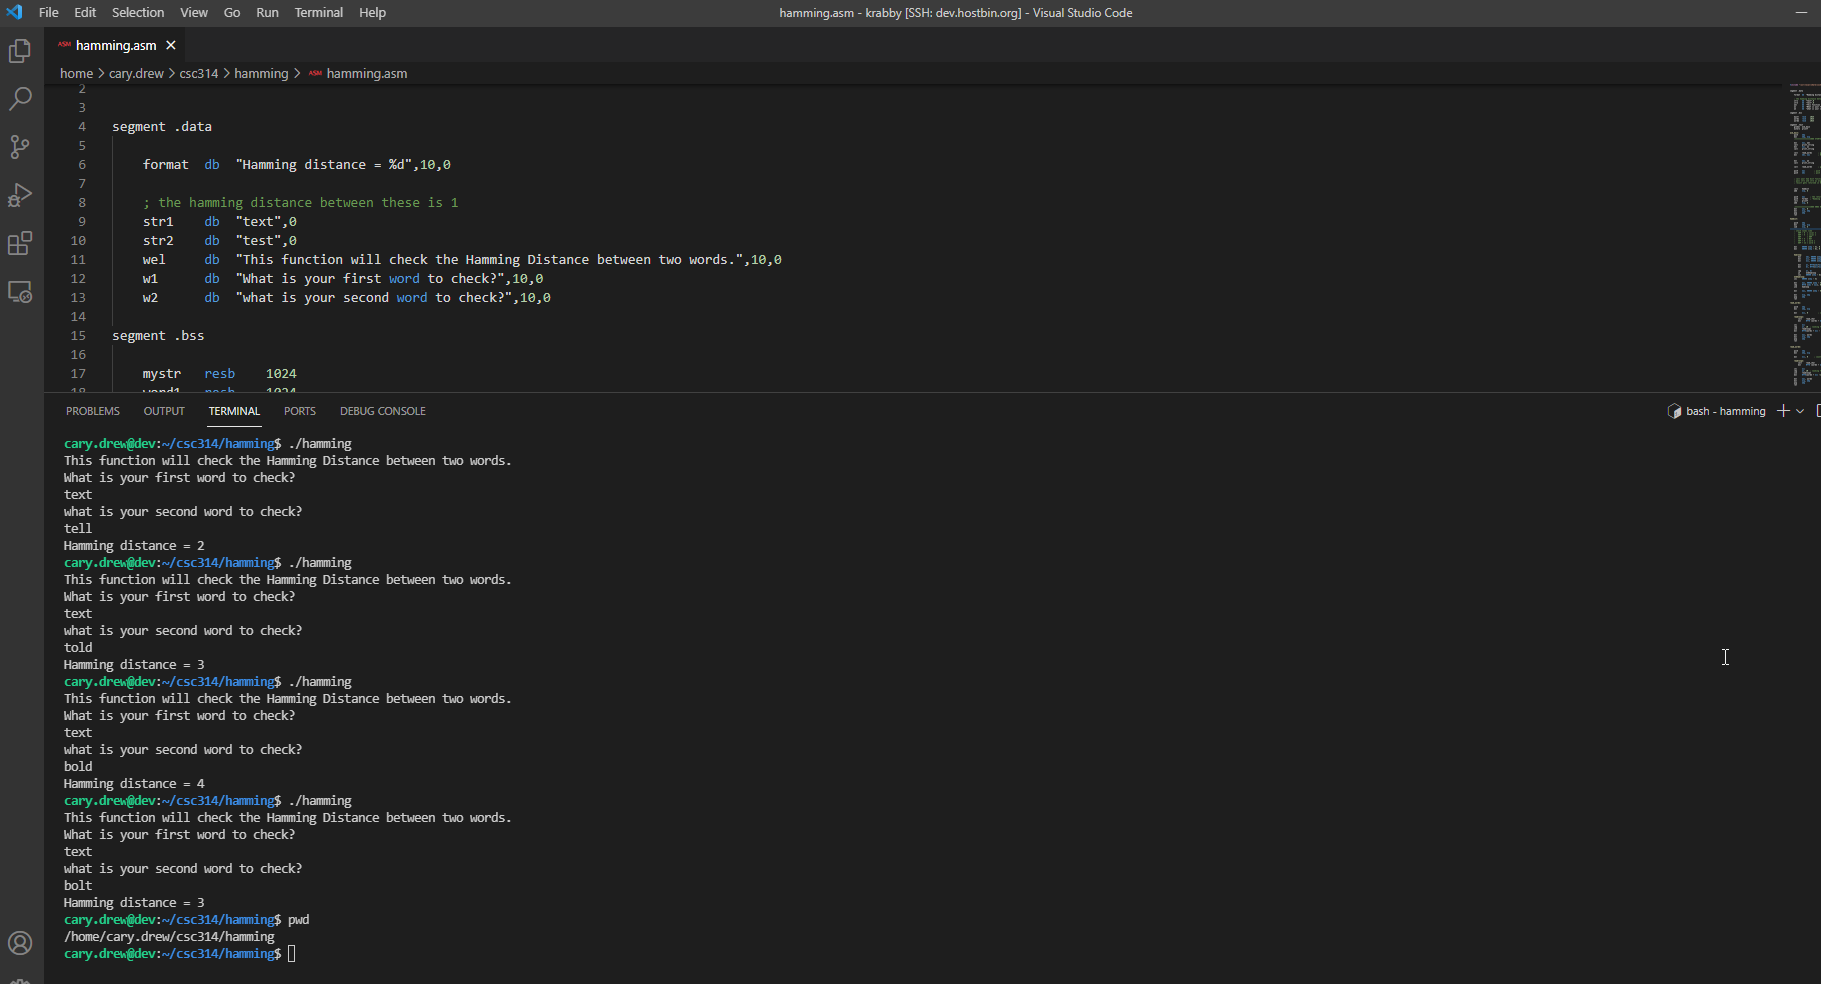 File Edit Selection View Go Run Terminal Help hamming.asm - krabby [SSH: dev.hostbin.org] - Visual Studio Code
ASM hamming.asm
home > cary.drew > csc314 > hamming > ASM hamming.asm
2
3
4 segment .data
5
6 format db "Hamming distance = %d",10,0
7
8 ; the hamming distance between these is 1
9 str1 db "text",0
10 str2 db "test",0
11 wel db "This function will check the Hamming Distance between two words.",10,0
12 w1 db "What is your first word to check?",10,0
13 w2 db "what is your second word to check?",10,0
14
15 segment .bss
16
17 mystr resb 1024
18 word1 resb 1024
PROBLEMS OUTPUT TERMINAL PORTS DEBUG CONSOLE bash - hamming
cary.drew@dev:~/csc314/hamming$ ./hamming
This function will check the Hamming Distance between two words.
What is your first word to check?
text
what is your second word to check?
tell
Hamming distance = 2
cary.drew@dev:~/csc314/hamming$ ./hamming
This function will check the Hamming Distance between two words.
What is your first word to check?
text
what is your second word to check?
told
Hamming distance = 3
cary.drew@dev:~/csc314/hamming$ ./hamming
This function will check the Hamming Distance between two words.
What is your first word to check?
text
what is your second word to check?
bold
Hamming distance = 4
cary.drew@dev:~/csc314/hamming$ ./hamming
This function will check the Hamming Distance between two words.
What is your first word to check?
text
what is your second word to check?
bolt
Hamming distance = 3
cary.drew@dev:~/csc314/hamming$ pwd
/home/cary.drew/csc314/hamming
cary.drew@dev:~/csc314/hamming$